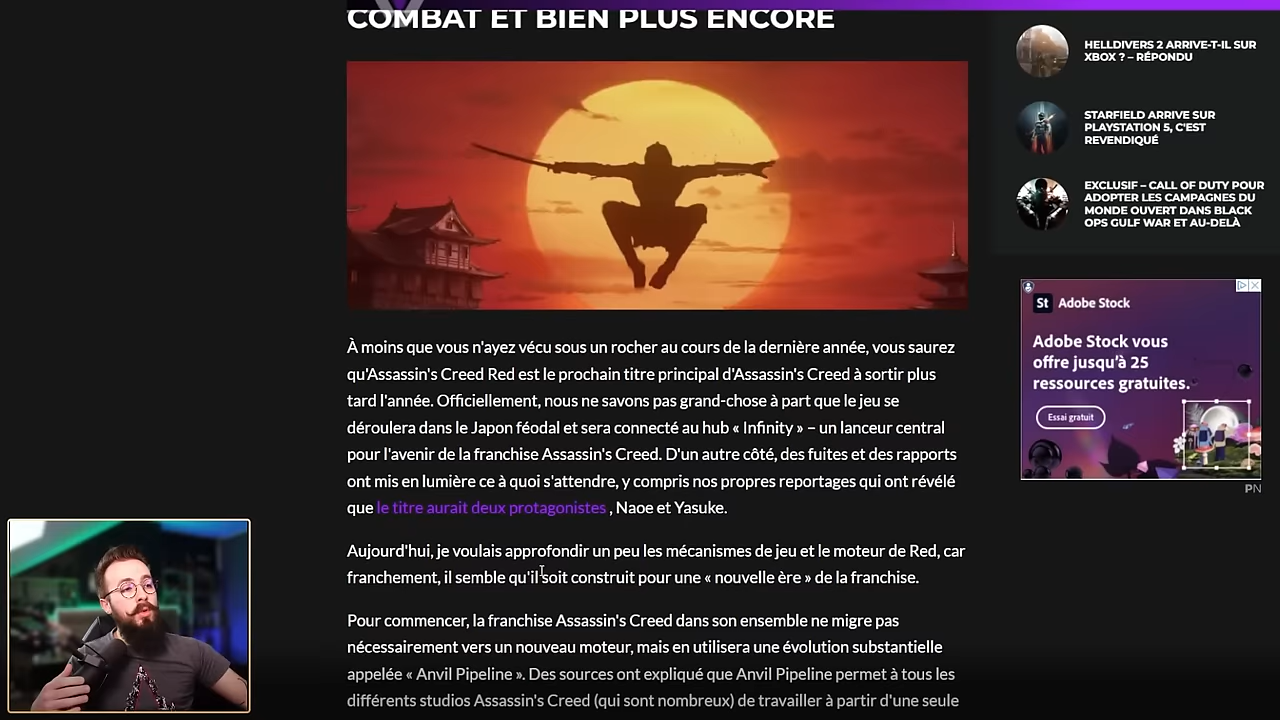 COMBAT ET BIEN PLUS ENCORE
À moins que vous n'ayez vécu sous un rocher au cours de la dernière année, vous saurez
qu'Assassin's Creed Red est le prochain titre principal d'Assassin's Creed à sortir plus
tard l'année. Officiellement, nous ne savons pas grand-chose à part que le jeu se
déroulera dans le Japon féodal et sera connecté au hub « Infinity » – un lanceur central
pour l'avenir de la franchise Assassin's Creed. D'un autre côté, des fuites et des rapports
ont mis en lumière ce à quoi s'attendre, y compris nos propres reportages qui ont révélé
que le titre aurait deux protagonistes , Naoe et Yasuke.
Aujourd'hui, je voulais approfondir un peu les mécanismes de jeu et le moteur de Red, car
franchement, il semble qu'il soit construit pour une « nouvelle ère » de la franchise.
Pour commencer, la franchise Assassin's Creed dans son ensemble ne migre pas
nécessairement vers un nouveau moteur, mais en utilisera une évolution substantielle
appelée « Anvil Pipeline ». Des sources ont expliqué que Anvil Pipeline permet à tous les
différents studios Assassin's Creed (qui sont nombreux) de travailler à partir d'une seule
HELLDIVERS 2 ARRIVE-T-IL SUR
XBOX ? – RÉPONDU
STARFIELD ARRIVE SUR
PLAYSTATION 5, C'EST
REVENDIQUÉ
EXCLUSIF – CALL OF DUTY POUR
ADOPTER LES CAMPAGNES DU
MONDE OUVERT DANS BLACK
OPS GULF WAR ET AU-DELÀ
St Adobe Stock
Adobe Stock vous
offre jusqu'à 25
ressources gratuites.
Essai gratuit
PN